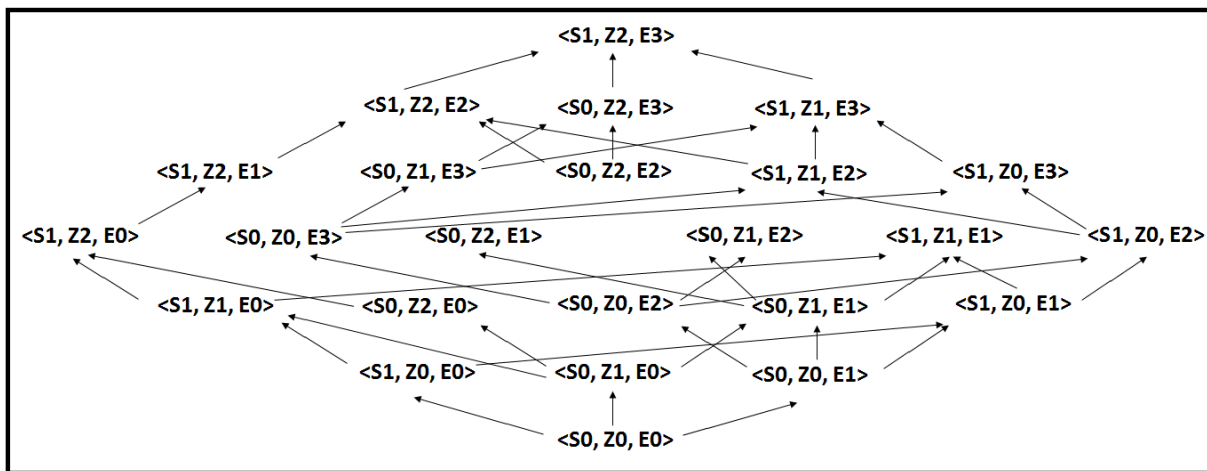 <S1, Z2, E3>
<S1, Z2, E2> <S0, Z2, E3> <S1, Z1, E3>
<S1, Z2, E1> <S0, Z1, E3> <S0, Z2, E2> <S1, Z1, E2> <S1, Z0, E3>
<S1, Z2, E0> <S0, Z0, E3> <S0, Z2, E1> <S0, Z1, E2> <S1, Z1, E1> <S1, Z0, E2>
<S1, Z1, E0> <S0, Z2, E0> <S0, Z0, E2> <S0, Z1, E1> <S1, Z0, E1>
<S1, Z0, E0> <S0, Z1, E0> <S0, Z0, E1>
<S0, Z0, E0>